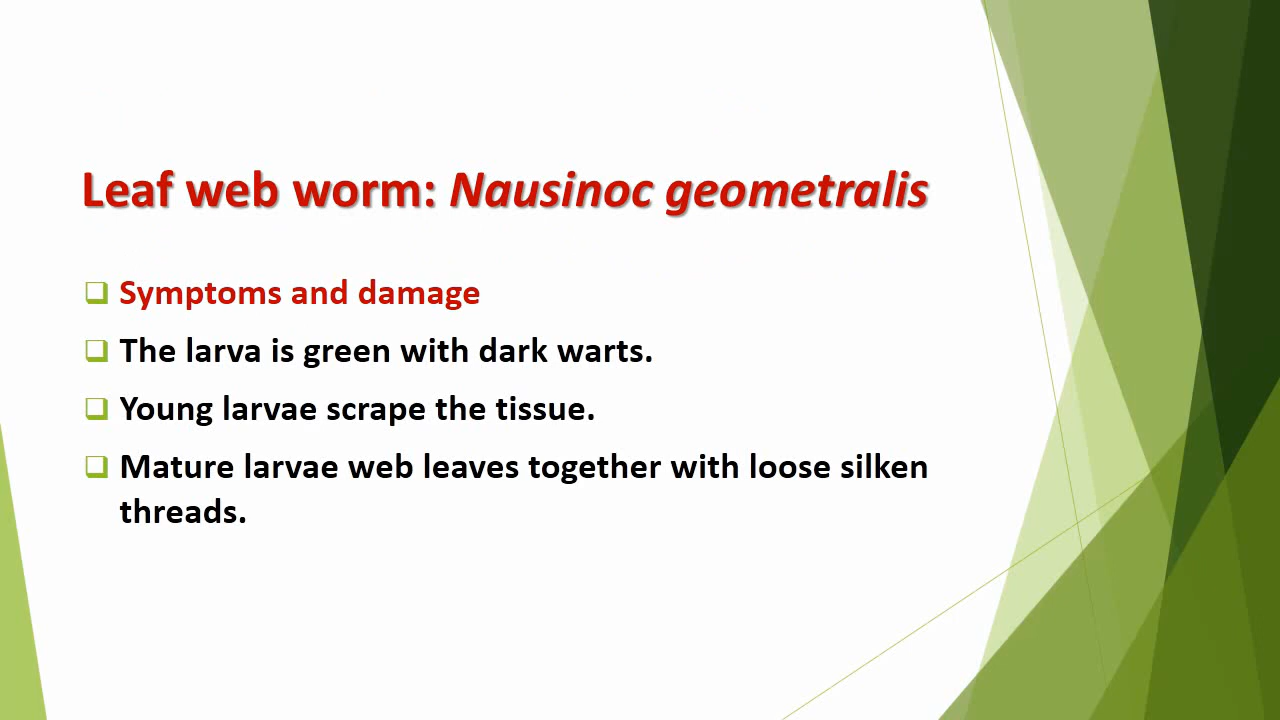 Leaf web worm: Nausinoc geometralis
Symptoms and damage
The larva is green with dark warts.
Young larvae scrape the tissue.
Mature larvae web leaves together with loose silken
threads.